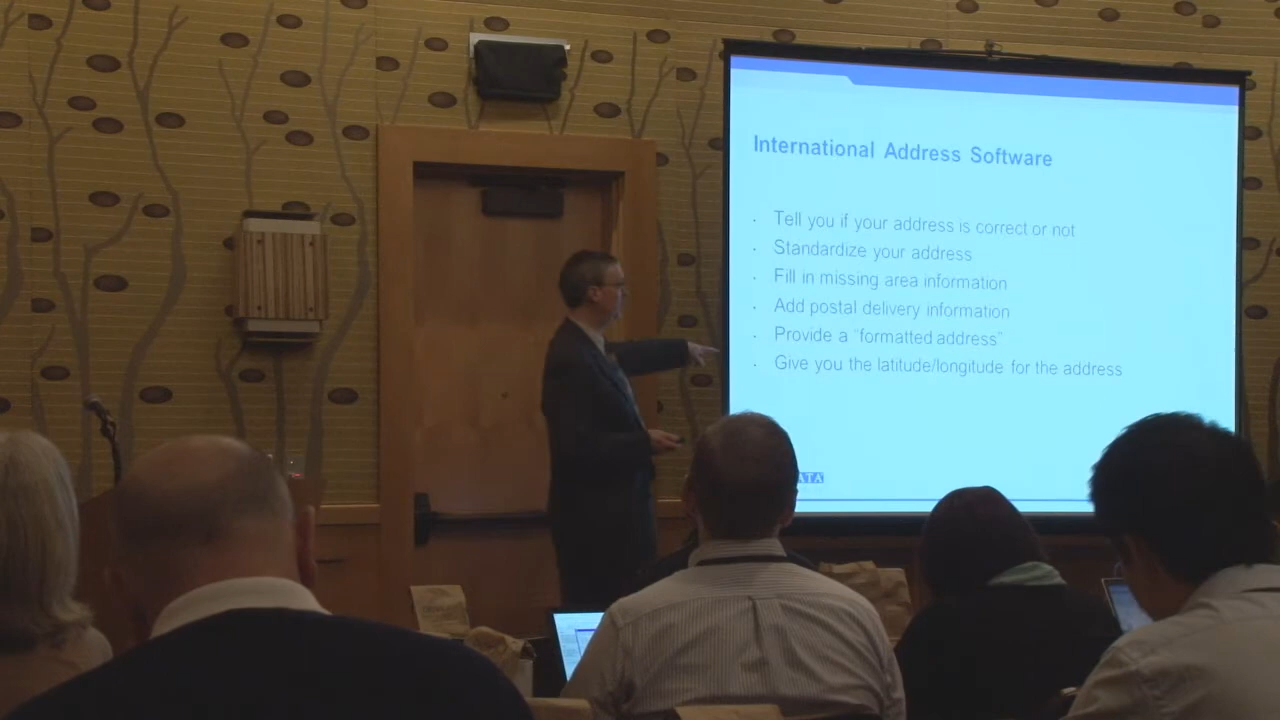 International Address Software
· Tell you if your address is correct or not
· Standardize your address
· Fill in missing area information
· Add postal delivery information
· Provide a "formatted address"
· Give you the latitude/longitude for the address
ATA